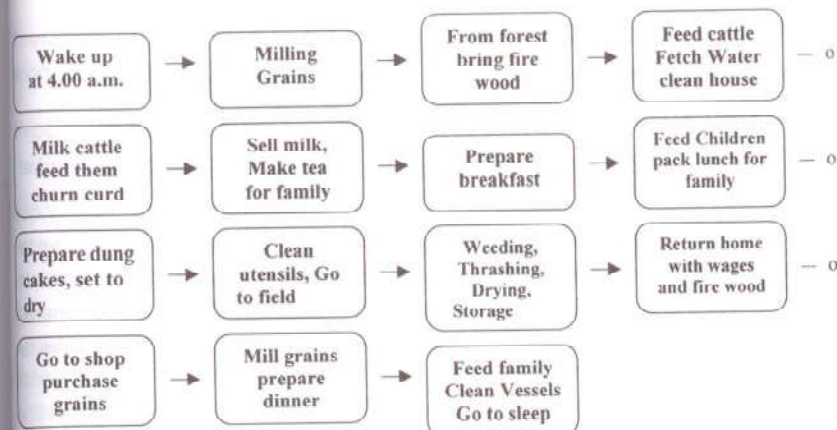 Wake up
at 4.00 a.m.
Milling
Grains
From forest
bring fire
wood
Feed cattle
Fetch Water
clean house
Milk cattle
feed them
churn curd
Sell milk,
Make tea
for family
Prepare
breakfast
Feed Children
pack lunch for
family
Prepare dung
cakes, set to
dry
Clean
utensils, Go
to field
Weeding,
Thrashing,
Drying,
Storage
Return home
with wages
and fire wood
Go to shop
purchase
grains
Mill grains
prepare
dinner
Feed family
Clean Vessels
Go to sleep